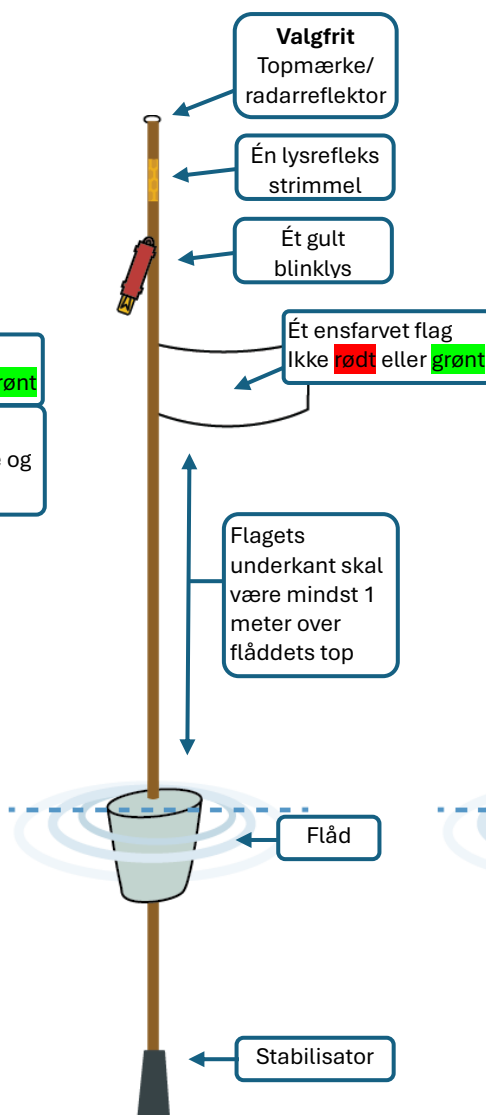 Valgfrit
Topmærke/
radarreflektor
Én lysrefleks
strimmel
Ét gult
blinklys
Ét ensfarvet flag
Ikke rødt eller grønt
og
Flagets
underkant skal
være mindst 1
meter over
flåddets top
Flåd
Stabilisator